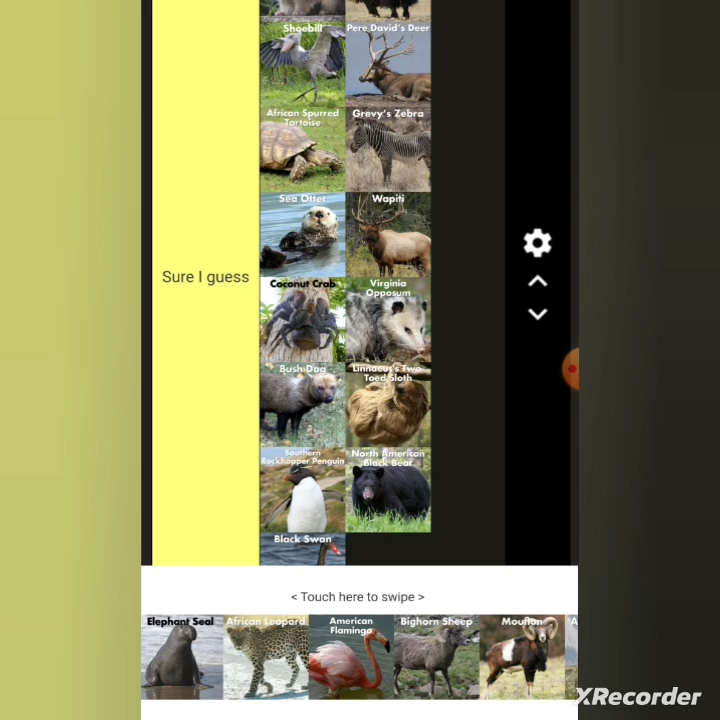 Shoebill
Pere David's Deer
African Spurred
Tortoise
Grevy's Zebra
Sea Otter
Wapiti
Sure I guess
Coconut Crab
Virginia
Opposum
Bush Dog
Linnaeus's Two
Toed Sloth
Southern
Rockhopper Penguin
North American
Black Bear
Black Swan
< Touch here to swipe >
Elephant Seal
African Leopard
American
Flamingo
Bighorn Sheep
Mouflon
A
XRecorder